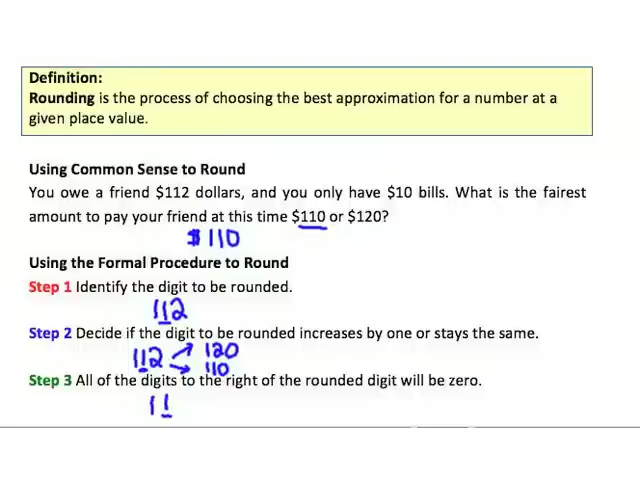 Definition:
Rounding is the process of choosing the best approximation for a number at a
given place value.
Using Common Sense to Round
You owe a friend $112 dollars, and you only have $10 bills. What is the fairest
amount to pay your friend at this time $110 or $120?
$110
Using the Formal Procedure to Round
Step 1 Identify the digit to be rounded.
112
Step 2 Decide if the digit to be rounded increases by one or stays the same.
112 120
110
Step 3 All of the digits to the right of the rounded digit will be zero.
11